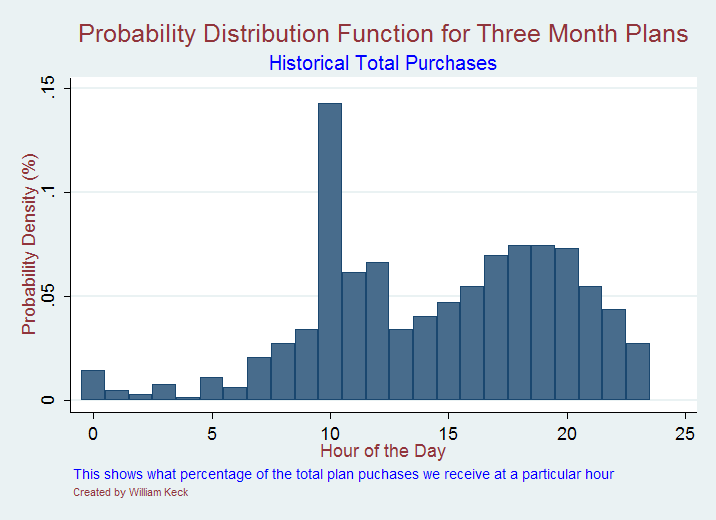 Probability Distribution Function for Three Month Plans
Historical Total Purchases
Probability Density (%)
.15
.1
.05
0
0 5 10 15 20 25
Hour of the Day
This shows what percentage of the total plan puchases we receive at a particular hour
Created by William Keck